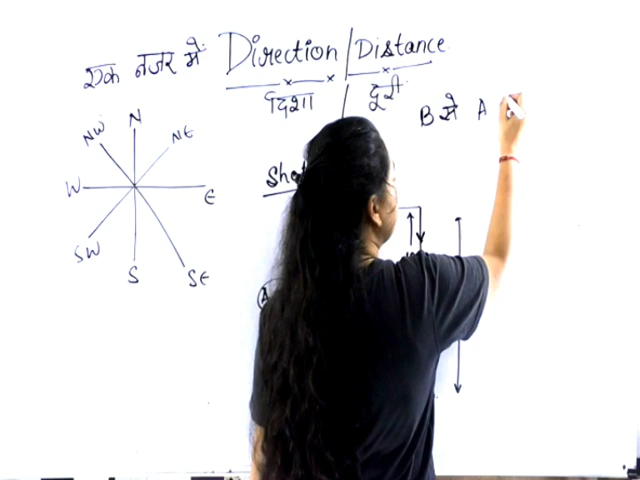 एक नजर में Direction / Distance
दिशा / दूरी
B से A
N
NW NE
W E
SW S SE
A